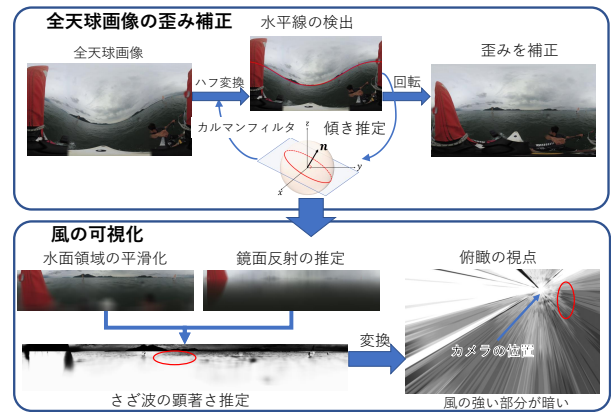 全天球画像の歪み補正
全天球画像
水平線の検出
歪みを補正
ハフ変換
回転
カルマンフィルタ
傾き推定
z
n
y
x
風の可視化
水面領域の平滑化
鏡面反射の推定
俯瞰の視点
変換
カメラの位置
さざ波の顕著さ推定
風の強い部分が暗い